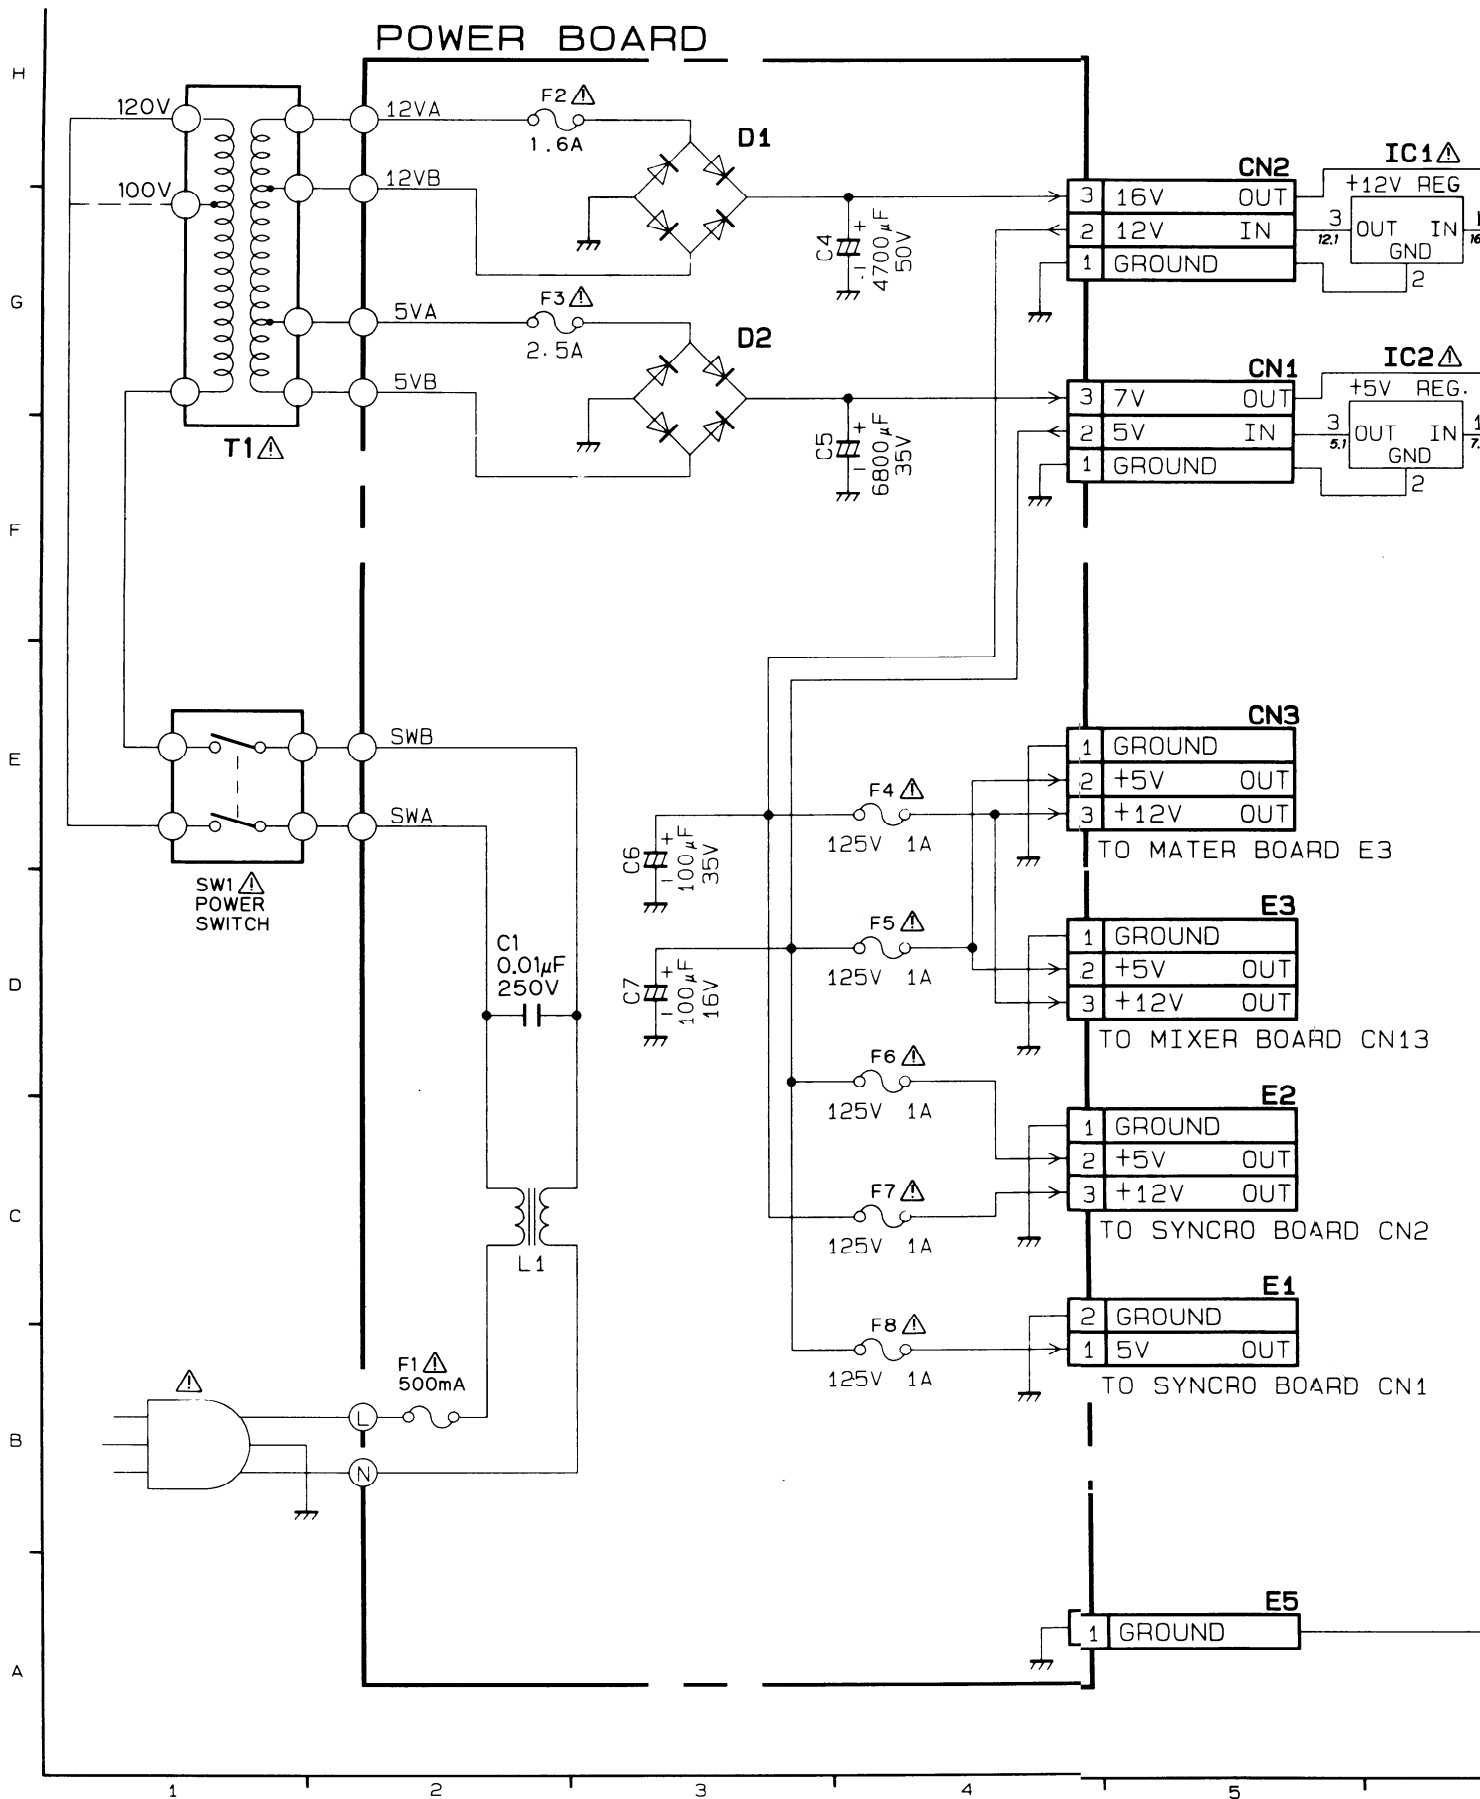 POWER BOARD
H
120V
12VA
F2 ⚠
1.6A
D1
100V
12VB
C4
+
4700μF
50V
CN2
3 16V OUT
2 12V IN
1 GROUND
IC1⚠
+12V REG
3
12.1
OUT IN
GND
2
G
5VA
F3⚠
2.5A
D2
5VB
T1⚠
C5
+
6800μF
35V
CN1
3 7V OUT
2 5V IN
1 GROUND
IC2⚠
+5V REG.
3
5.1
OUT IN
GND
1
7.
2
F
E
SWB
SWA
SW1⚠
POWER
SWITCH
C6
+
100μF
35V
F4⚠
125V 1A
CN3
1 GROUND
2 +5V OUT
3 +12V OUT
TO MATER BOARD E3
D
C1
0.01μF
250V
C7
+
100μF
16V
F5⚠
125V 1A
E3
1 GROUND
2 +5V OUT
3 +12V OUT
TO MIXER BOARD CN13
F6⚠
125V 1A
C
E2
1 GROUND
2 +5V OUT
3 +12V OUT
TO SYNCRO BOARD CN2
F7⚠
125V 1A
L1
F8⚠
125V 1A
E1
2 GROUND
1 5V OUT
TO SYNCRO BOARD CN1
B
⚠
F1⚠
500mA
L
N
A
E5
1 GROUND
1 2 3 4 5